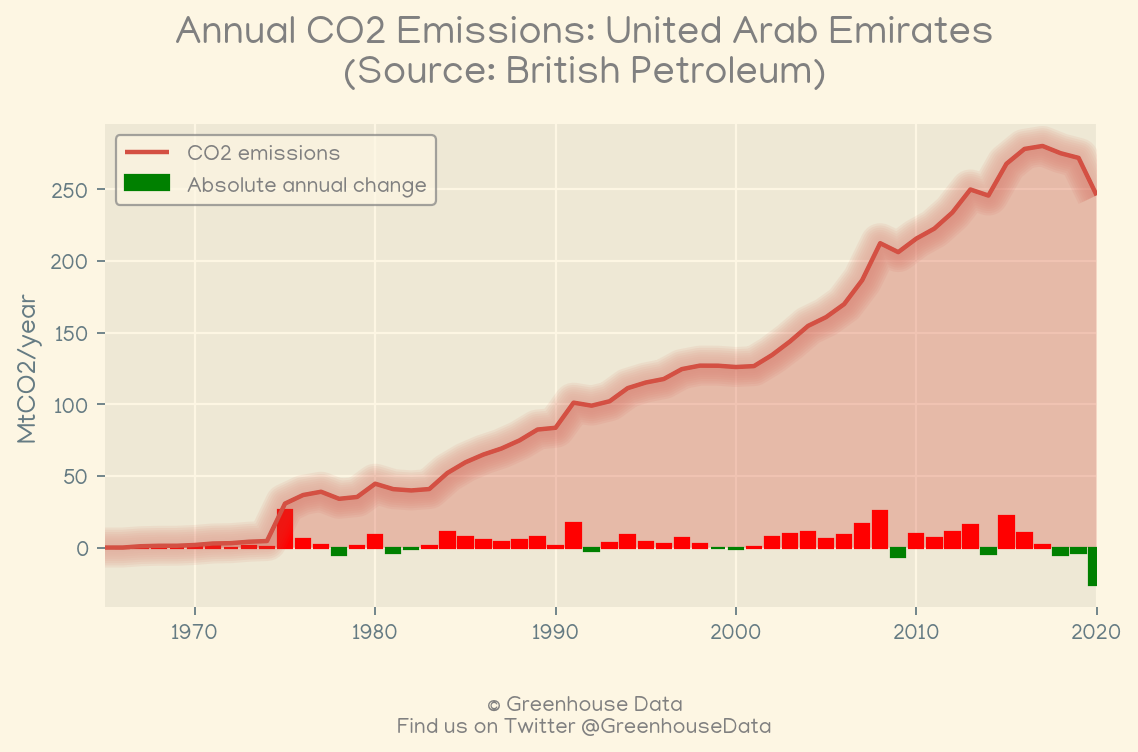 Annual CO2 Emissions: United Arab Emirates
(Source: British Petroleum)
CO2 emissions
Absolute annual change
MtCO2/year
250
200
150
100
50
0
1970 1980 1990 2000 2010 2020
© Greenhouse Data
Find us on Twitter @GreenhouseData